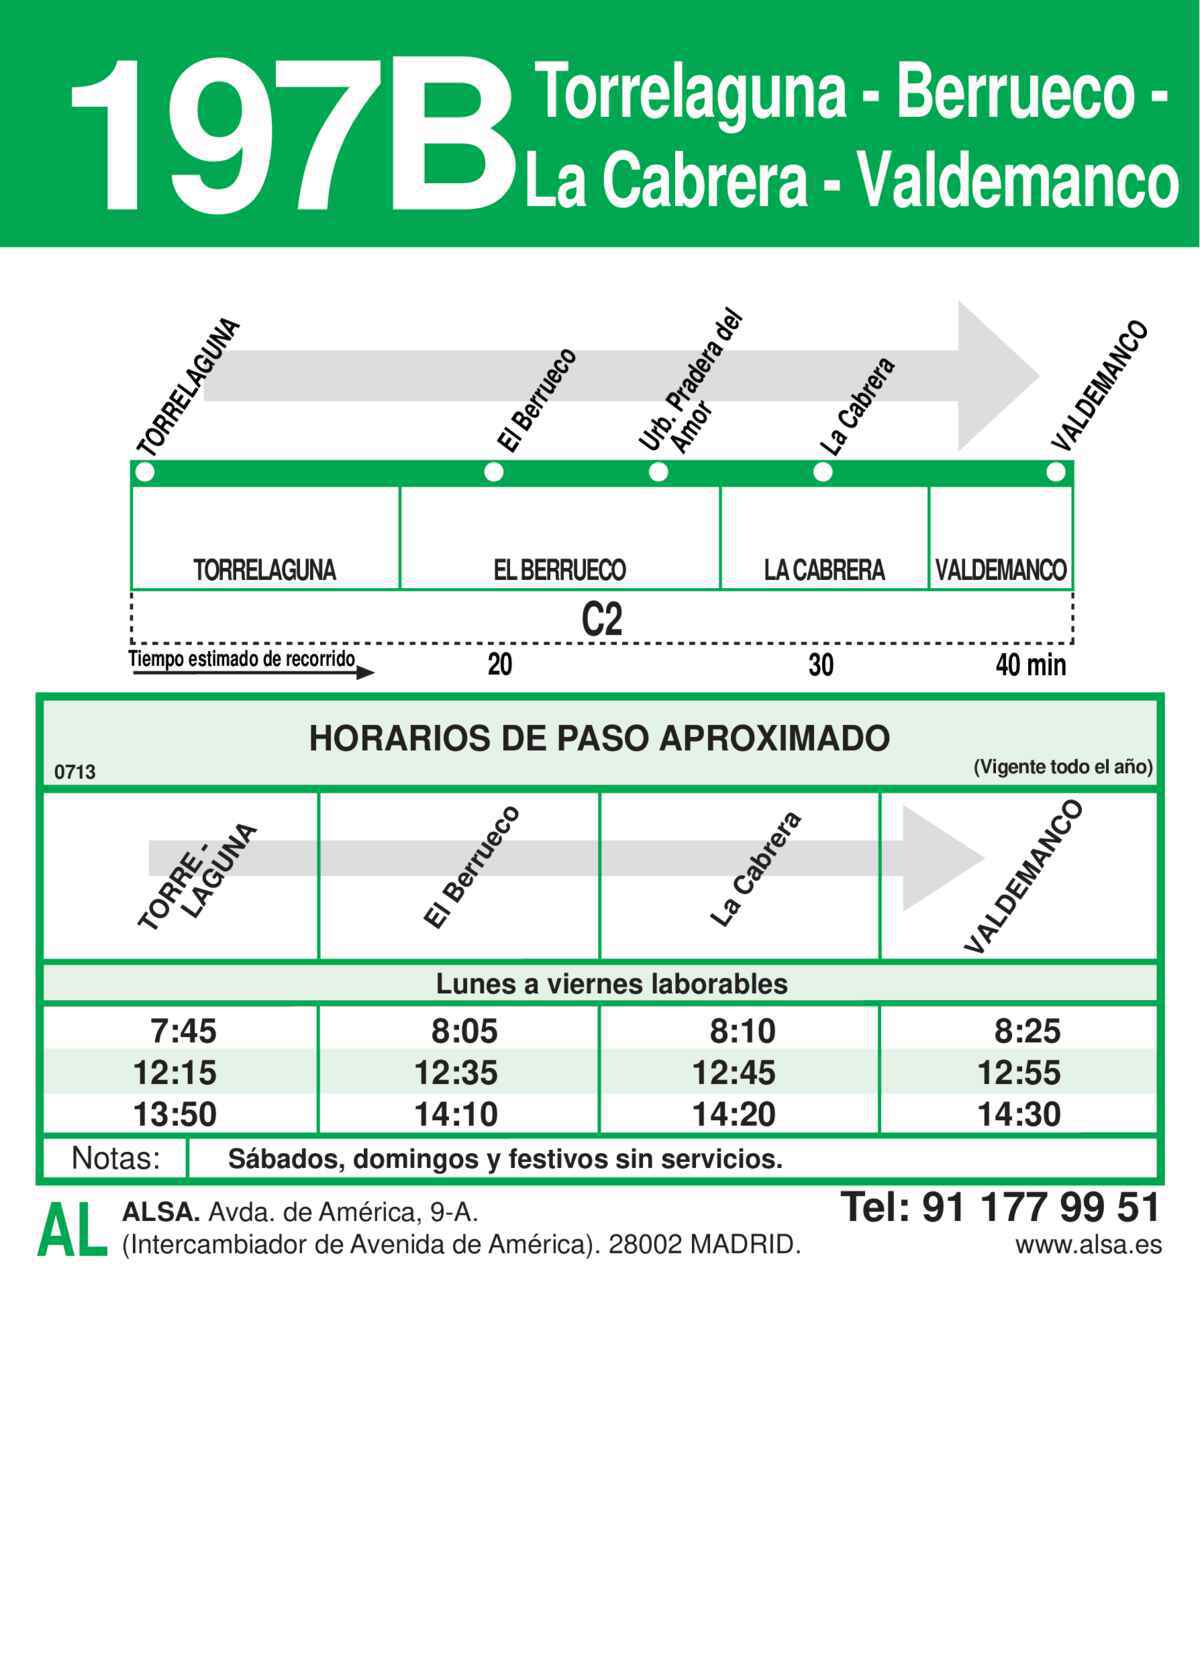 197B
Torrelaguna - Berrueco -
La Cabrera - Valdemanco
TORRELAGUNA
El Berrueco
Urb. Pradera del
Amor
La Cabrera
VALDEMANCO
TORRELAGUNA EL BERRUECO LA CABRERA VALDEMANCO
C2
Tiempo estimado de recorrido 20 30 40 min
HORARIOS DE PASO APROXIMADO
0713 (Vigente todo el año)
TORRE -
LAGUNA
El Berrueco
La Cabrera
VALDEMANCO
Lunes a viernes laborables
7:45 8:05 8:10 8:25
12:15 12:35 12:45 12:55
13:50 14:10 14:20 14:30
Notas: Sábados, domingos y festivos sin servicios.
AL
ALSA. Avda. de América, 9-A.
(Intercambiador de Avenida de América). 28002 MADRID.
Tel: 91 177 99 51
www.alsa.es